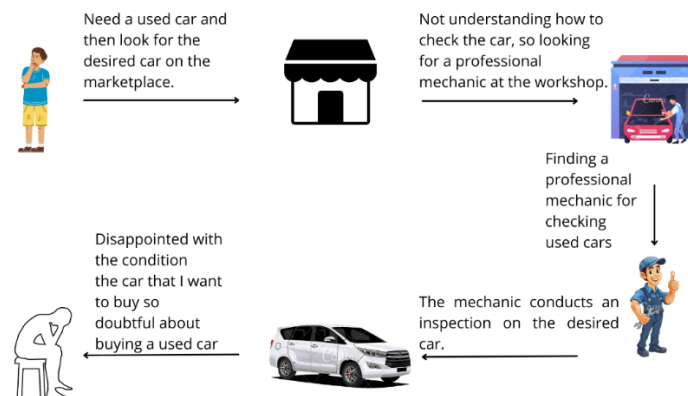 Need a used car and
then look for the
desired car on the
marketplace.
Not understanding how to
check the car, so looking
for a professional
mechanic at the workshop.
Finding a
professional
mechanic for
checking
used cars
The mechanic conducts an
inspection on the desired
car.
Disappointed with
the condition
the car that I want
to buy so
doubtful about
buying a used car